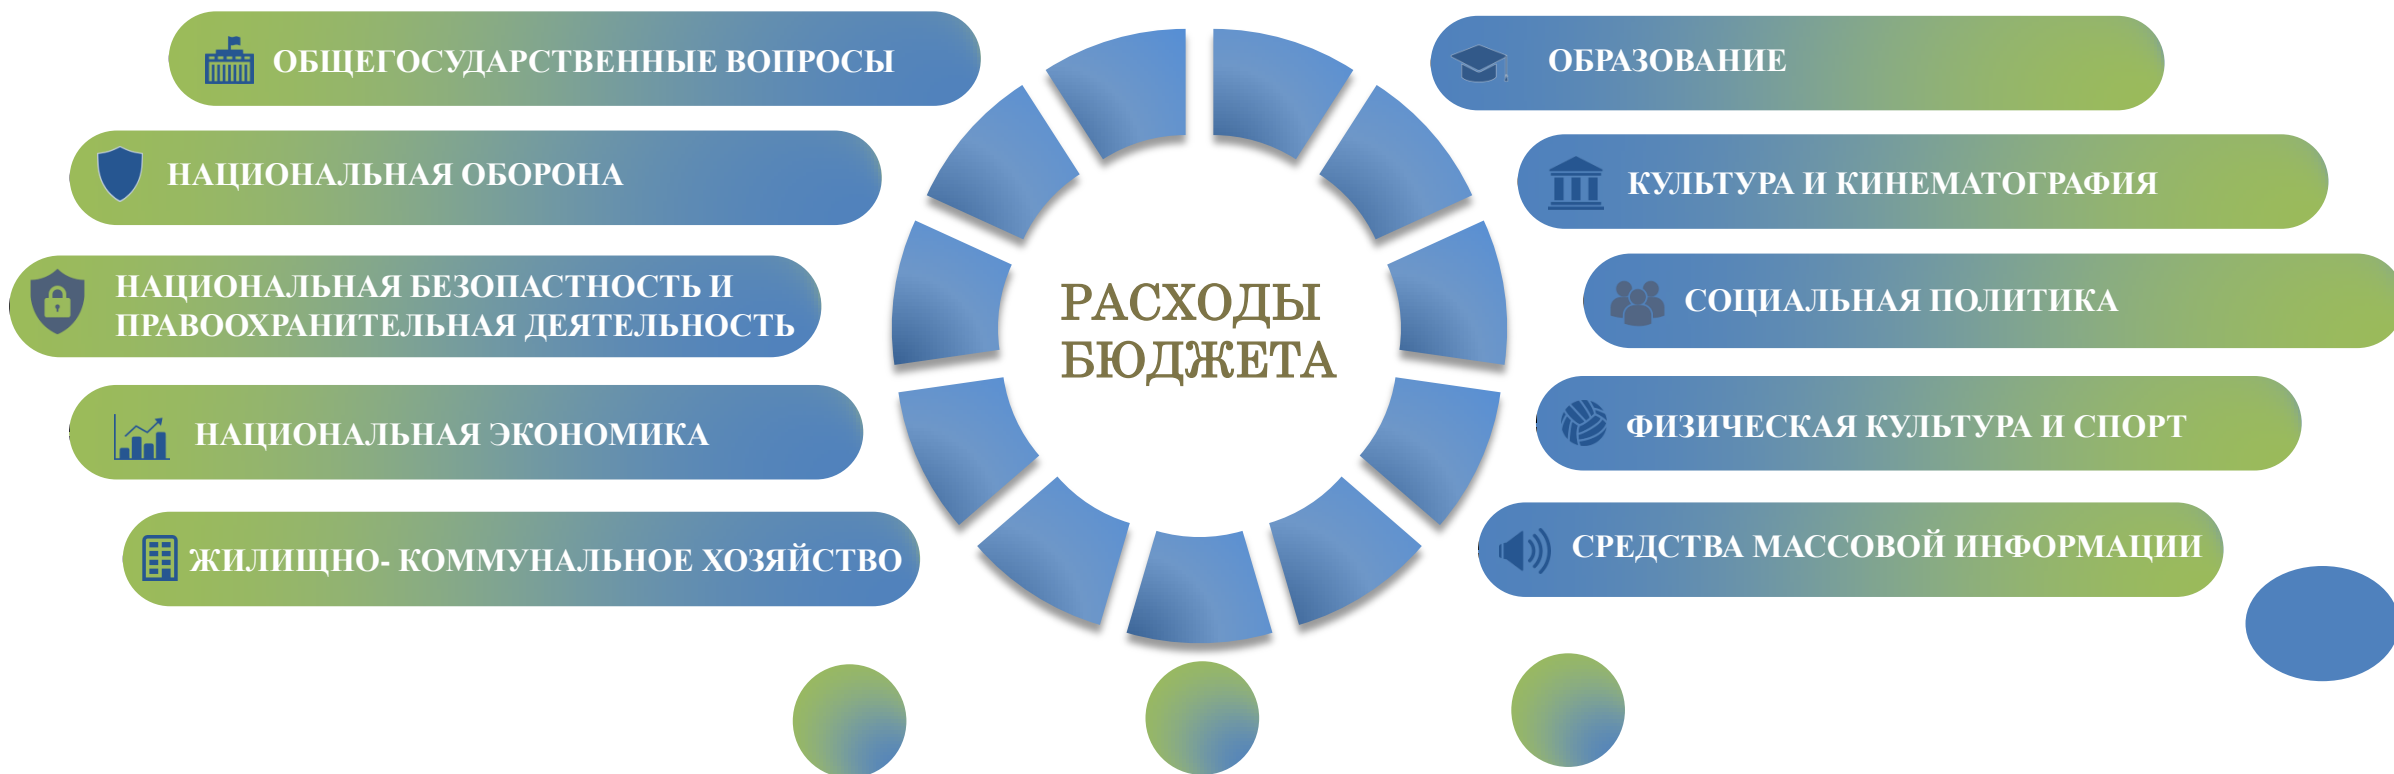 ОБЩЕГОСУДАРСТВЕННЫЕ ВОПРОСЫ
НАЦИОНАЛЬНАЯ ОБОРОНА
НАЦИОНАЛЬНАЯ БЕЗОПАСТНОСТЬ И
ПРАВООХРАНИТЕЛЬНАЯ ДЕЯТЕЛЬНОСТЬ
НАЦИОНАЛЬНАЯ ЭКОНОМИКА
ЖИЛИЩНО- КОММУНАЛЬНОЕ ХОЗЯЙСТВО
РАСХОДЫ
БЮДЖЕТА
ОБРАЗОВАНИЕ
КУЛЬТУРА И КИНЕМАТОГРАФИЯ
СОЦИАЛЬНАЯ ПОЛИТИКА
ФИЗИЧЕСКАЯ КУЛЬТУРА И СПОРТ
СРЕДСТВА МАССОВОЙ ИНФОРМАЦИИ